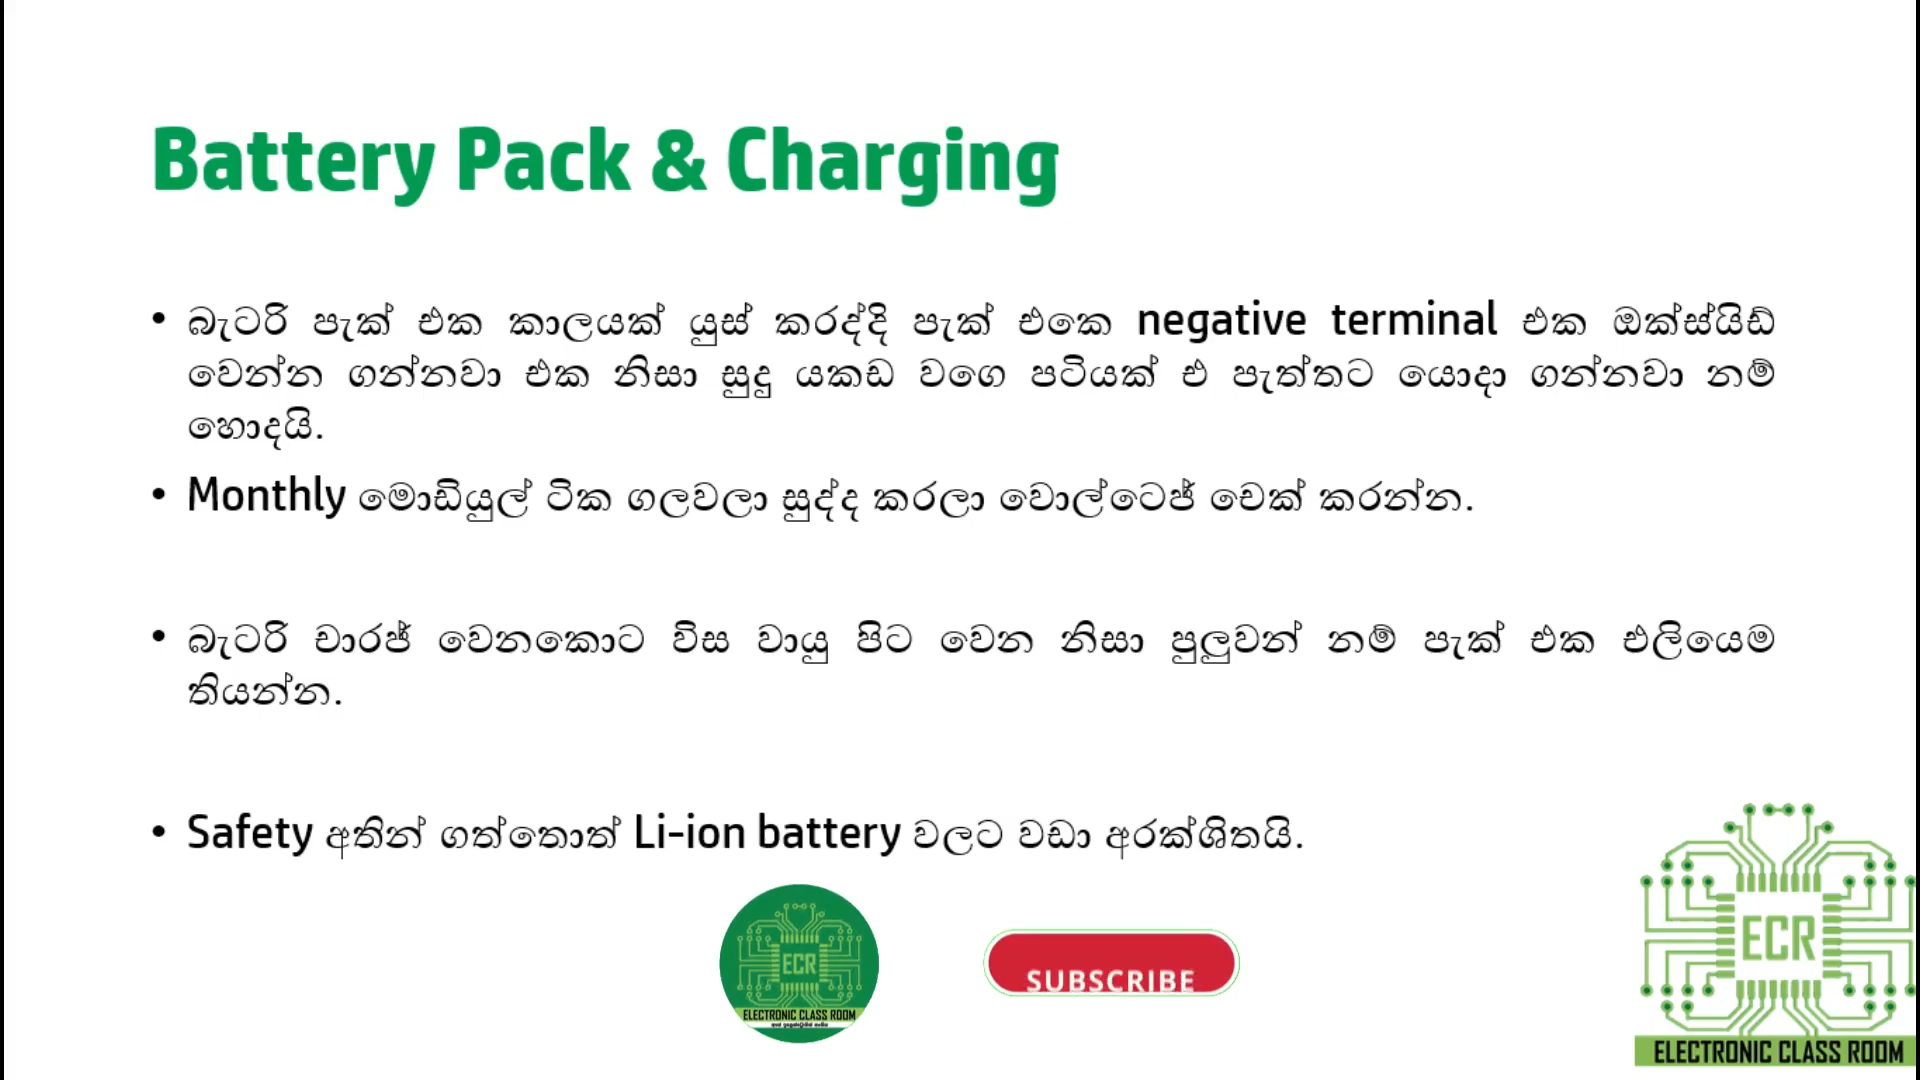 Battery Pack & Charging
• බැටරි පැක් එක කාලයක් යුස් කරද්දි පැක් එකෙ negative terminal එක ඔක්ස්යිඩ්
වෙන්න ගන්නවා එක නිසා සුදු යකඩ වගෙ පටියක් එ පැත්තට යොදා ගන්නවා නම්
හොදයි.
• Monthly මොඩියුල් ටික ගලවලා සුද්ද කරලා වොල්ටෙජ් චෙක් කරන්න.
• බැටරි චාරජ් වෙනකොට විස වායු පිට වෙන නිසා පුලුවන් නම් පැක් එක එලියෙම
තියන්න.
• Safety අතින් ගත්තොත් Li-ion battery වලට වඩා අරක්ශිතයි.
ECR
ELECTRONIC CLASS ROOM
SUBSCRIBE
ECR
ELECTRONIC CLASS ROOM